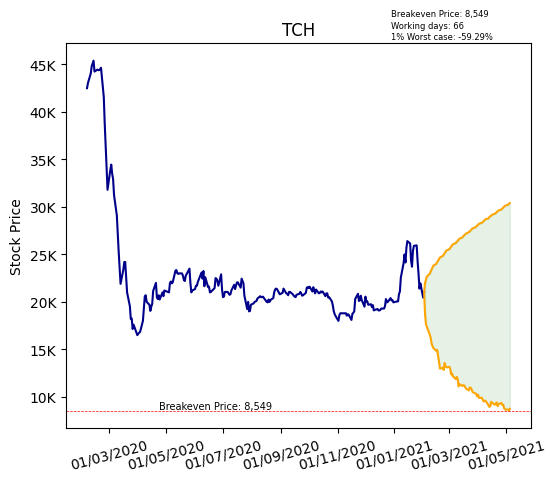 Breakeven Price: 8,549
Working days: 66
1% Worst case: -59.29%
TCH
Stock Price
45K
40K
35K
30K
25K
20K
15K
10K
Breakeven Price: 8,549
01/03/2020
01/05/2020
01/07/2020
01/09/2020
01/11/2020
01/01/2021
01/03/2021
01/05/2021